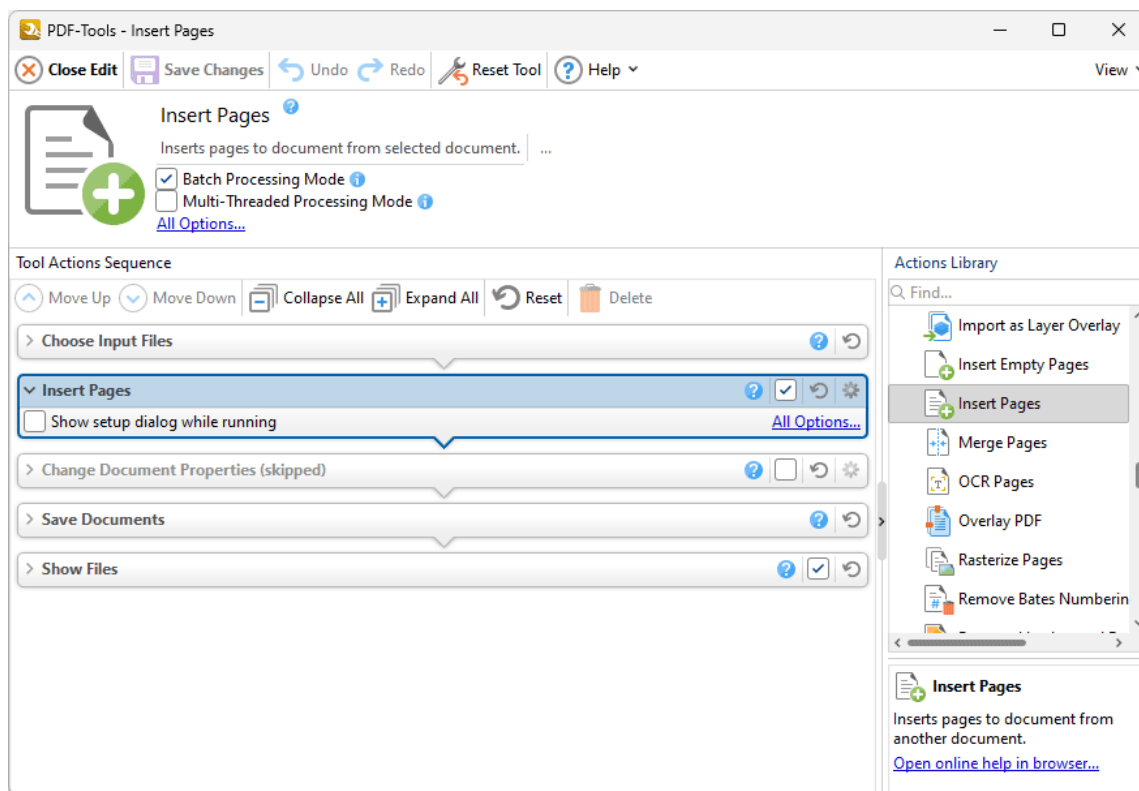 PDF-Tools - Insert Pages
Close Edit Save Changes Undo Redo Reset Tool ? Help View
Insert Pages ?
Inserts pages to document from selected document. ...
Batch Processing Mode i
Multi-Threaded Processing Mode i
All Options...
Tool Actions Sequence
Move Up Move Down Collapse All Expand All Reset Delete
Choose Input Files ?
Insert Pages ?
Show setup dialog while running All Options...
Change Document Properties (skipped) ?
Save Documents ?
Show Files ?
Actions Library
Find...
Import as Layer Overlay
Insert Empty Pages
Insert Pages
Merge Pages
OCR Pages
Overlay PDF
Rasterize Pages
Remove Bates Numberin
Insert Pages
Inserts pages to document from
another document.
Open online help in browser...